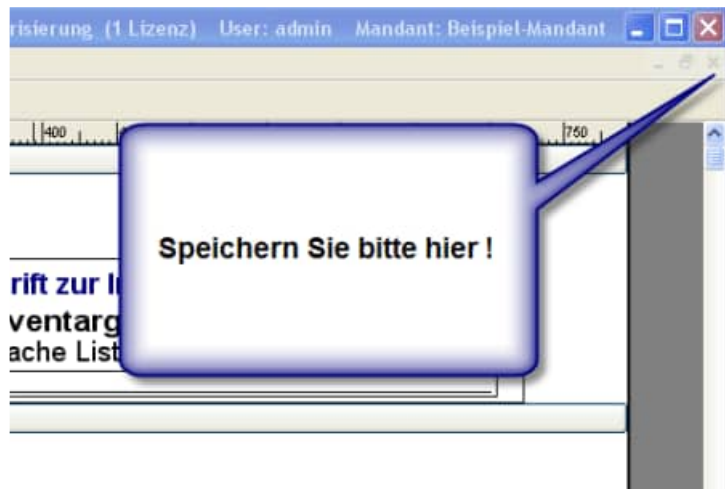 risierung (1 Lizenz) User: admin Mandant: Beispiel-Mandant
400 750
Speichern Sie bitte hier !
rift zur I
ventarg
ache List